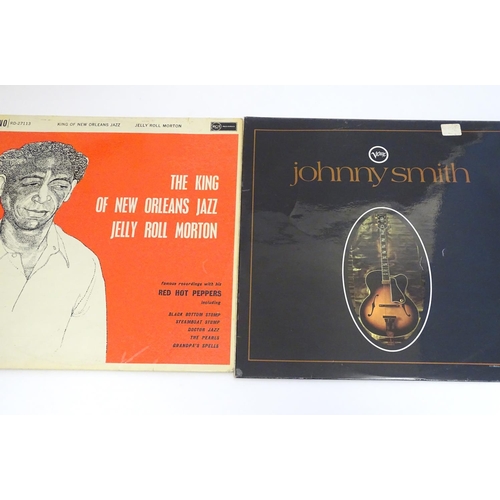 RD-27113
KING OF NEW ORLEANS JAZZ
JELLY ROLL MORTON
RCA
THE KING
OF NEW ORLEANS JAZZ
JELLY ROLL MORTON
famous recordings with his
RED HOT PEPPERS
including
BLACK BOTTOM STOMP
STEAMBOAT STOMP
DOCTOR JAZZ
THE PEARLS
GRANDPA'S SPELLS
Verve
johnny smith